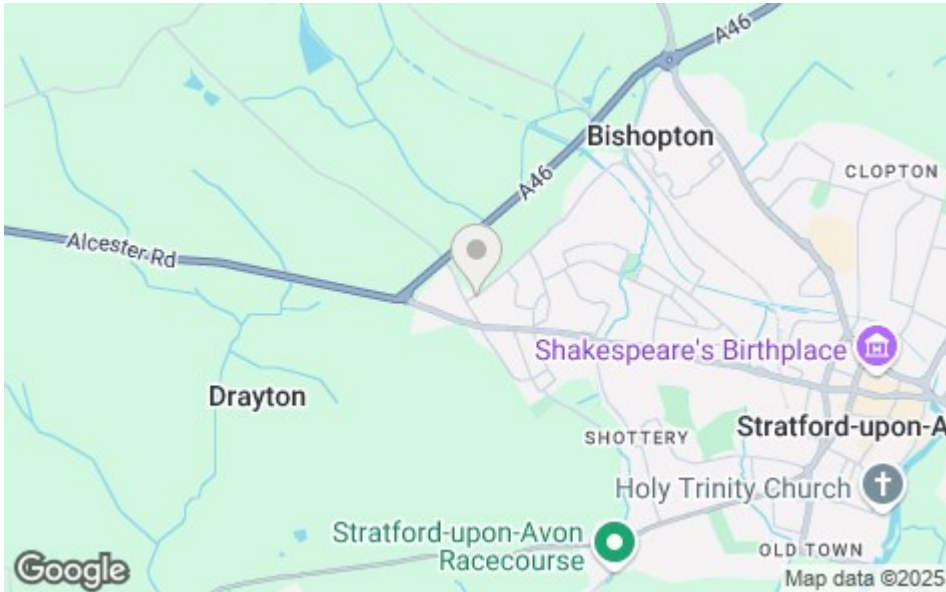 A46
Bishopton
CLOPTON
A46
Alcester Rd
Shakespeare's Birthplace
Drayton
Stratford-upon-A
SHOTTERY
Holy Trinity Church
Stratford-upon-Avon
Racecourse
OLD TOWN
Google
Map data ©2025